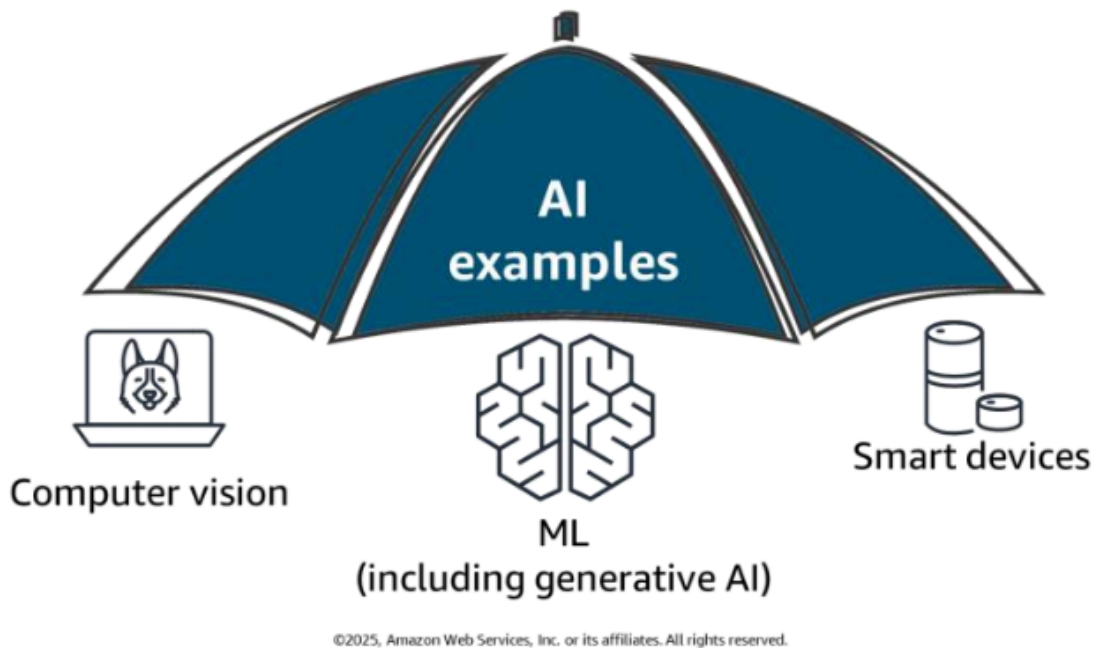 AI
examples
Computer vision
ML
(including generative AI)
Smart devices
©2025, Amazon Web Services, Inc. or its affiliates. All rights reserved.